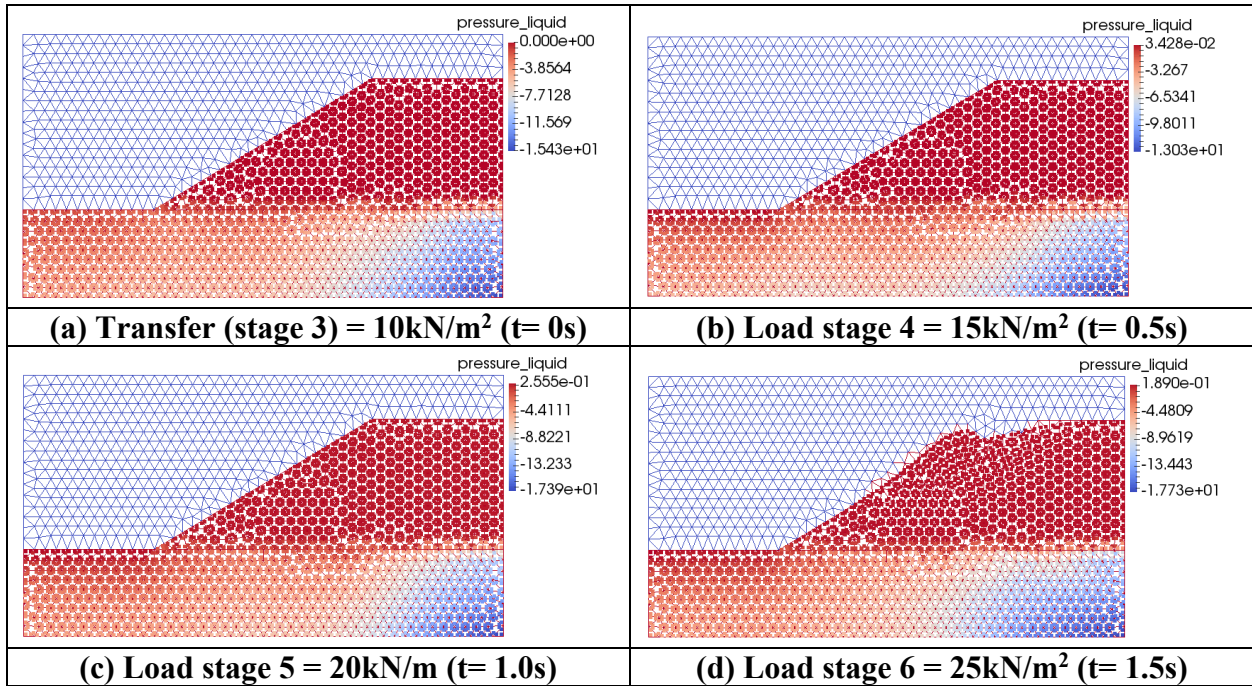 pressure_liquid
0.000e+00
-3.8564
-7.7128
-11.569
-1.543e+01
(a) Transfer (stage 3) = 10kN/m² (t= 0s)
pressure_liquid
3.428e-02
-3.267
-6.5341
-9.8011
-1.303e+01
(b) Load stage 4 = 15kN/m² (t= 0.5s)
pressure_liquid
2.555e-01
-4.4111
-8.8221
-13.233
-1.739e+01
(c) Load stage 5 = 20kN/m (t= 1.0s)
pressure_liquid
1.890e-01
-4.4809
-8.9619
-13.443
-1.773e+01
(d) Load stage 6 = 25kN/m² (t= 1.5s)